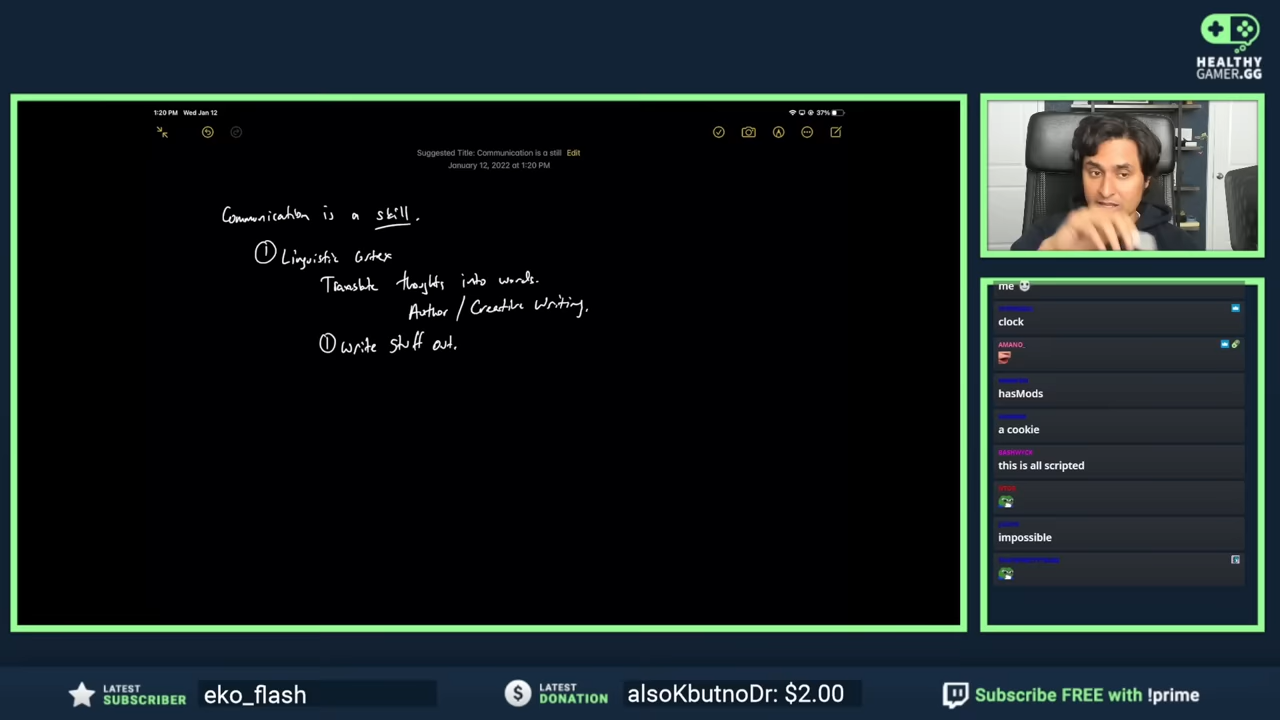 HEALTHY
GAMER.GG
1:20 PM Wed Jan 12
37%
Suggested Title: Communication is a still Edit
January 12, 2022 at 1:20 PM
Communication is a skill.
① Linguistic Cortex
Translate thoughts into words.
Author / Creative Writing.
① Write stuff out.
me
clock
AMANO_
hasMods
a cookie
this is all scripted
impossible
LATEST
SUBSCRIBER
eko_flash
$
LATEST
DONATION
alsoKbutnoDr: $2.00
Subscribe FREE with !prime